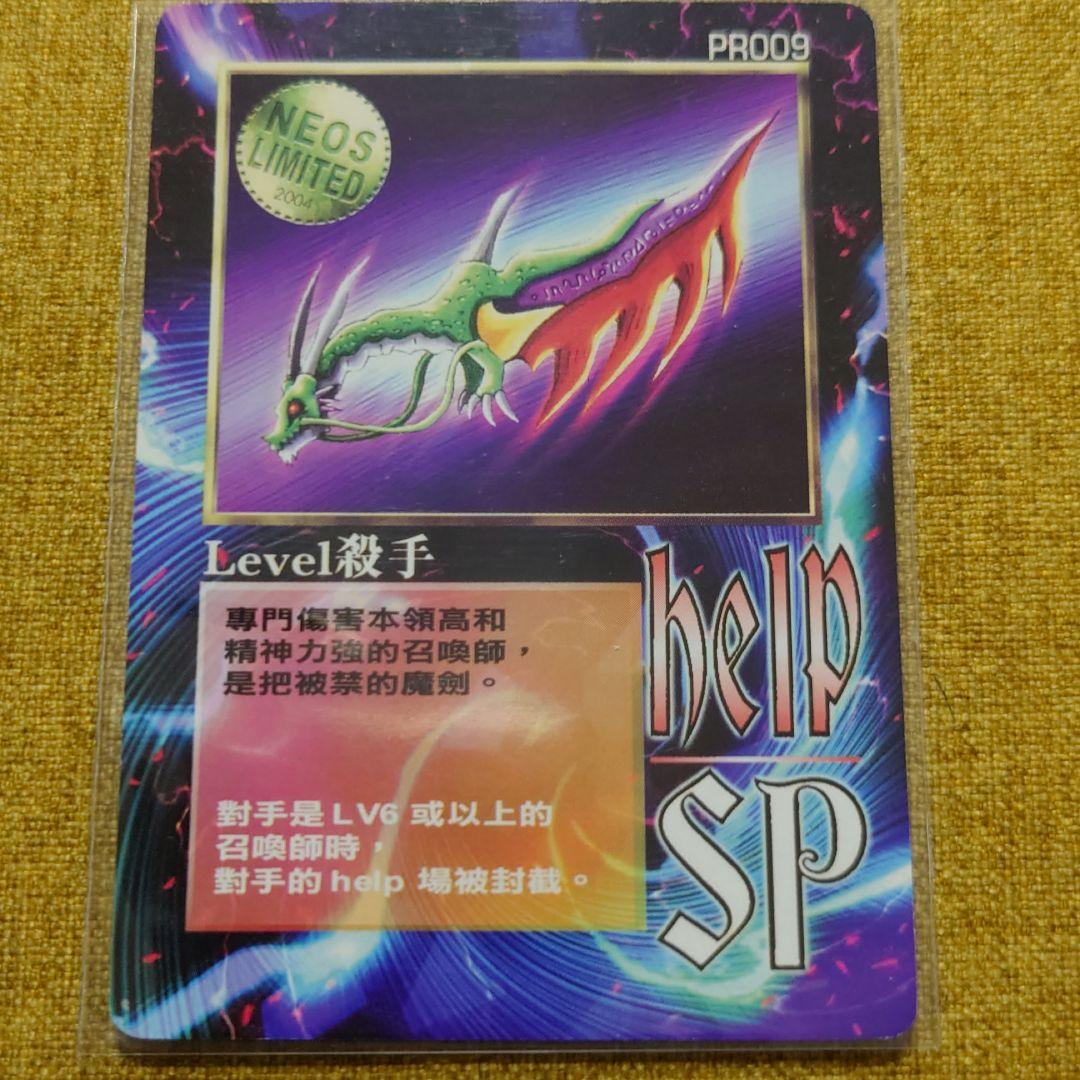 PR009
NEOS
LIMITED
2004
Level殺手
專門傷害本領高和
精神力強的召喚師，
是把被禁的魔劍。
對手是LV6 或以上的
召喚師時，
對手的help 場被封截。
help
SP